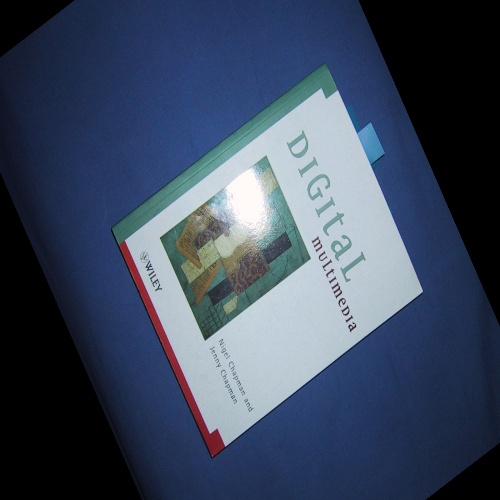 DIGItaL
multimeDia
Nigel Chapman and
Jenny Chapman
WILEY